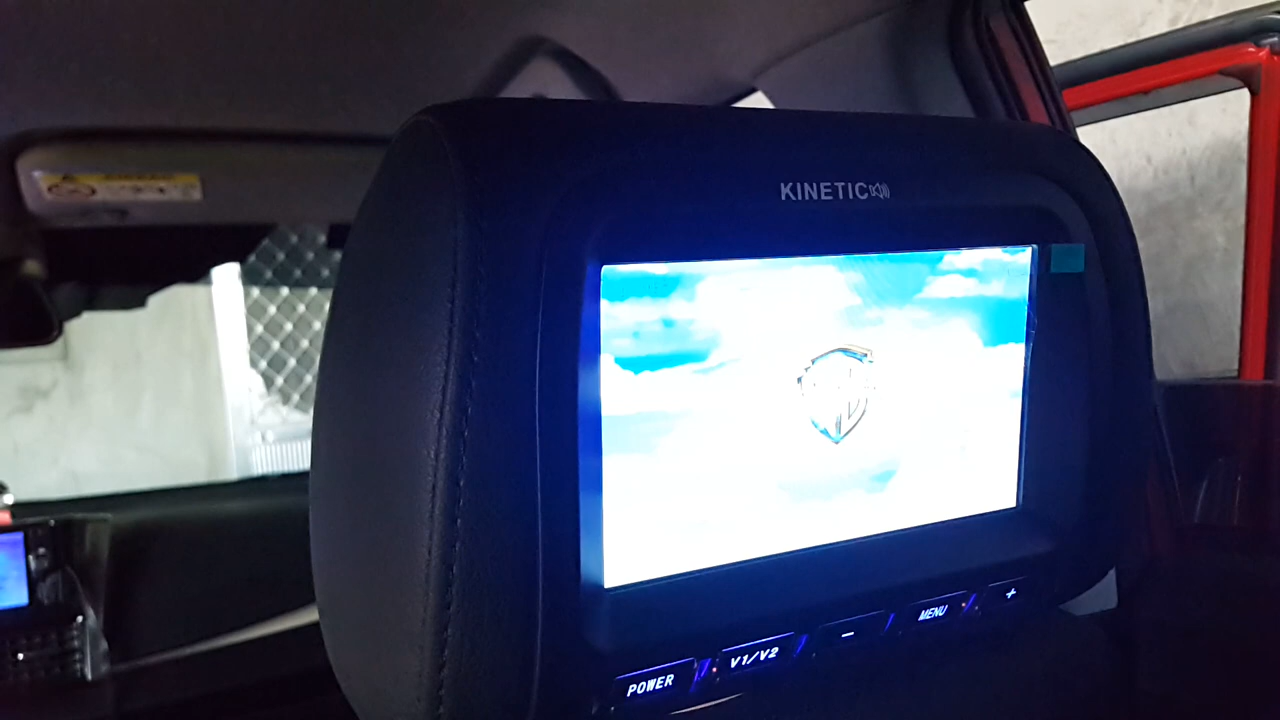 KINETIC
POWER
V1/V2
−
MENU
+